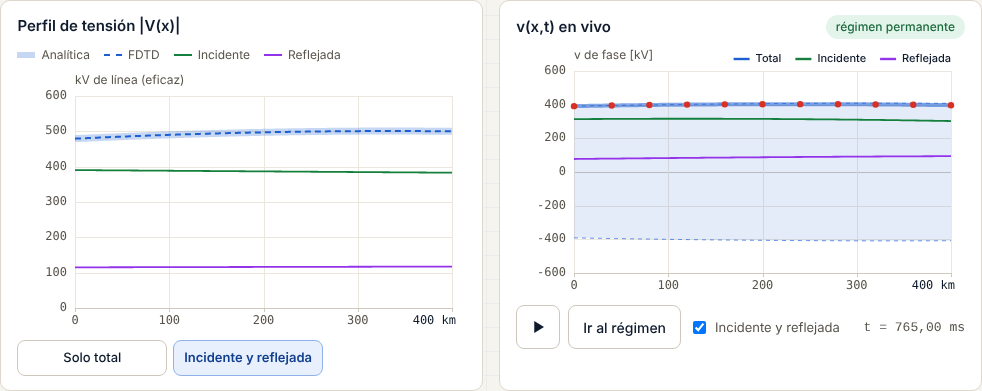 Perfil de tensión |V(x)|
Analítica FDTD Incidente Reflejada
kV de línea (eficaz)
600
500
400
300
200
100
0
0 100 200 300 400 km
Solo total Incidente y reflejada
v(x,t) en vivo régimen permanente
v de fase [kV] Total Incidente Reflejada
600
400
200
0
-200
-400
-600
0 100 200 300 400 km
Ir al régimen Incidente y reflejada t = 765,00 ms